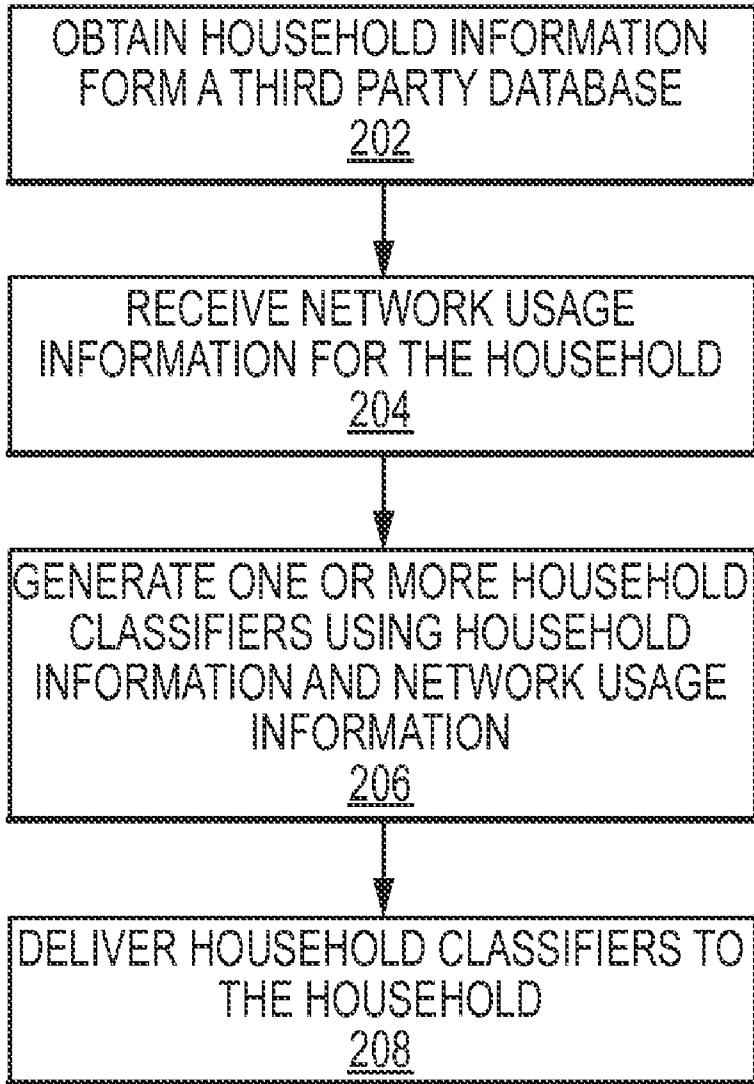 OBTAIN HOUSEHOLD INFORMATION
FORM A THIRD PARTY DATABASE
202
RECEIVE NETWORK USAGE
INFORMATION FOR THE HOUSEHOLD
204
GENERATE ONE OR MORE HOUSEHOLD
CLASSIFIERS USING HOUSEHOLD
INFORMATION AND NETWORK USAGE
INFORMATION
206
DELIVER HOUSEHOLD CLASSIFIERS TO
THE HOUSEHOLD
208